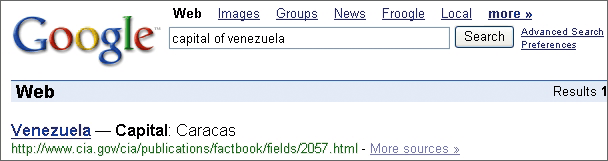 Web Images Groups News Froogle Local more »
Google™ capital of venezuela Search Advanced Search
Preferences
Web Results 1
Venezuela — Capital: Caracas
http://www.cia.gov/cia/publications/factbook/fields/2057.html - More sources »